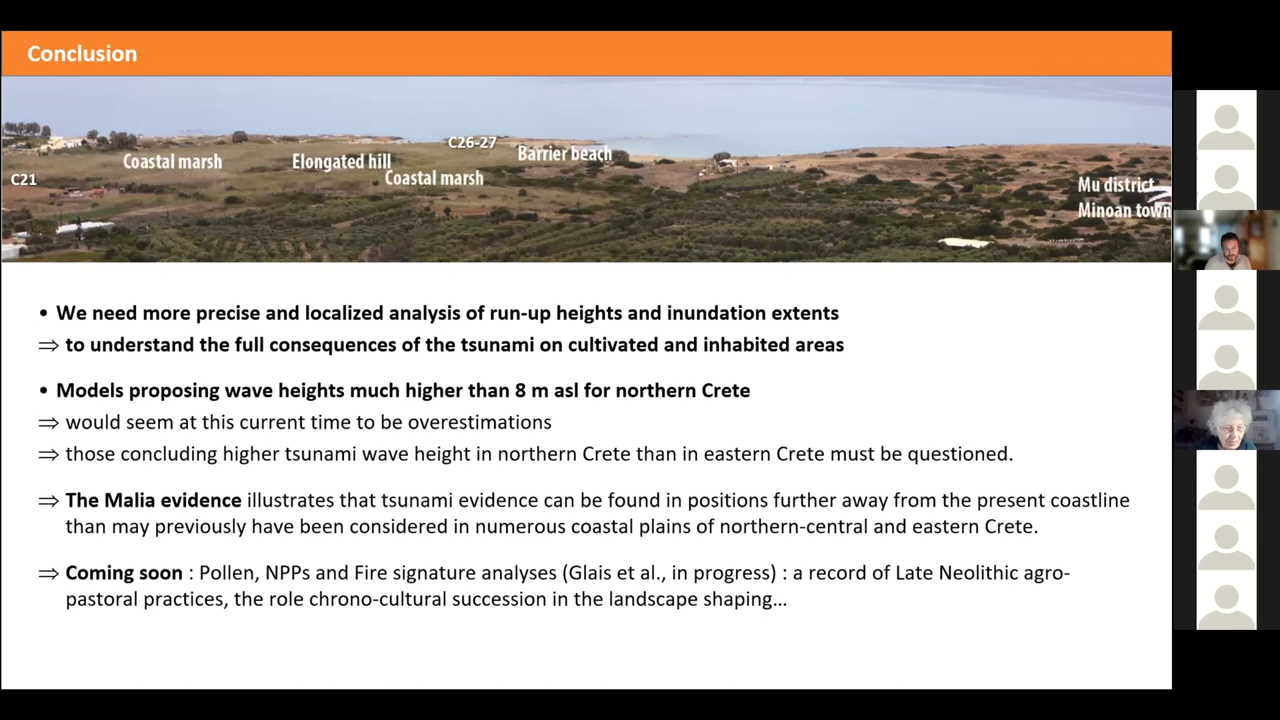 Conclusion
C26-27
Coastal marsh
Elongated hill
Barrier beach
C21
Coastal marsh
Mu district
Minoan town
• We need more precise and localized analysis of run-up heights and inundation extents
⇒ to understand the full consequences of the tsunami on cultivated and inhabited areas
• Models proposing wave heights much higher than 8 m asl for northern Crete
⇒ would seem at this current time to be overestimations
⇒ those concluding higher tsunami wave height in northern Crete than in eastern Crete must be questioned.
⇒ The Malia evidence illustrates that tsunami evidence can be found in positions further away from the present coastline
than may previously have been considered in numerous coastal plains of northern-central and eastern Crete.
⇒ Coming soon : Pollen, NPPs and Fire signature analyses (Glais et al., in progress) : a record of Late Neolithic agro-
pastoral practices, the role chrono-cultural succession in the landscape shaping…